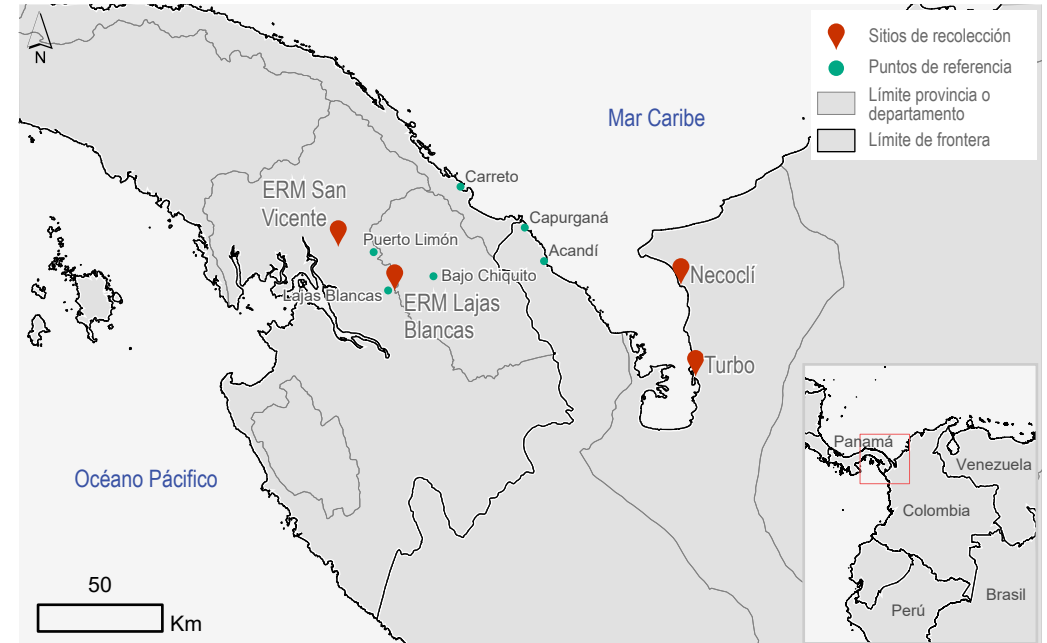 N
Sitios de recolección
Puntos de referencia
Límite provincia o
departamento
Límite de frontera
Mar Caribe
Carreto
ERM San
Vicente
Capurganá
Puerto Limón
Acandí
Bajo Chiquito
Necoclí
Lajas Blancas
ERM Lajas
Blancas
Turbo
Océano Pácifico
Panamá
Venezuela
Colombia
Brasil
Perú
50
Km